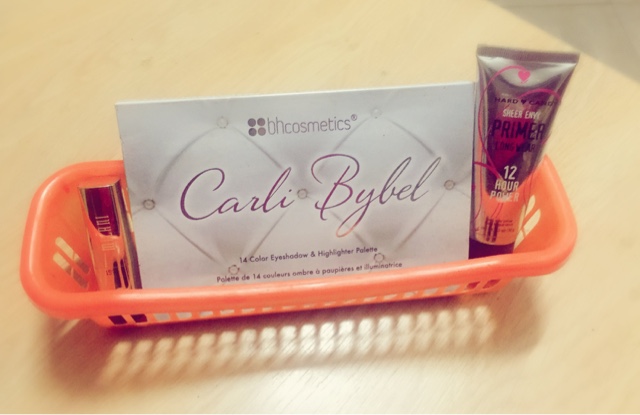 bhcosmetics®
Carli Bybel
14 Color Eyeshadow & Highlighter Palette
Palette de 14 couleurs ombre à paupières et illuminatrice
HARD CANDY
SHEER ENVY
PRIMER
12
HOUR
POWER